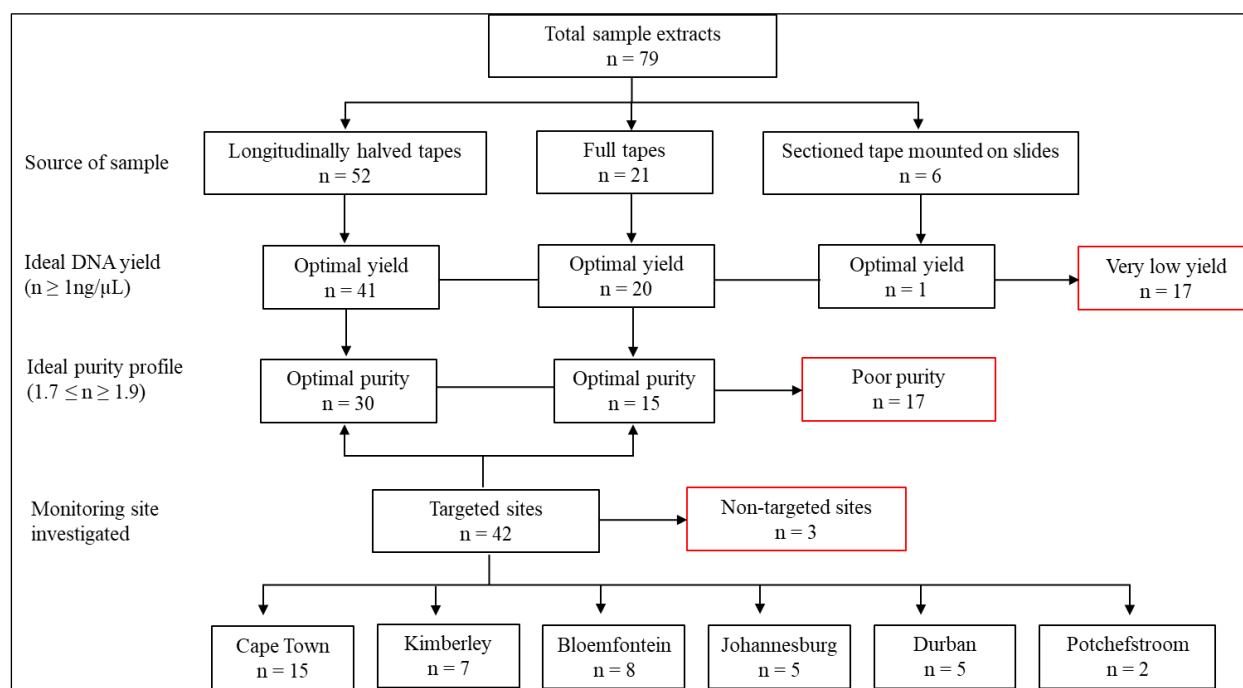 Total sample extracts
n = 79
Source of sample
Longitudinally halved tapes
n = 52
Full tapes
n = 21
Sectioned tape mounted on slides
n = 6
Ideal DNA yield
(n ≥ 1ng/μL)
Optimal yield
n = 41
Optimal yield
n = 20
Optimal yield
n = 1
Very low yield
n = 17
Ideal purity profile
(1.7 ≤ n ≥ 1.9)
Optimal purity
n = 30
Optimal purity
n = 15
Poor purity
n = 17
Monitoring site
investigated
Targeted sites
n = 42
Non-targeted sites
n = 3
Cape Town
n = 15
Kimberley
n = 7
Bloemfontein
n = 8
Johannesburg
n = 5
Durban
n = 5
Potchefstroom
n = 2